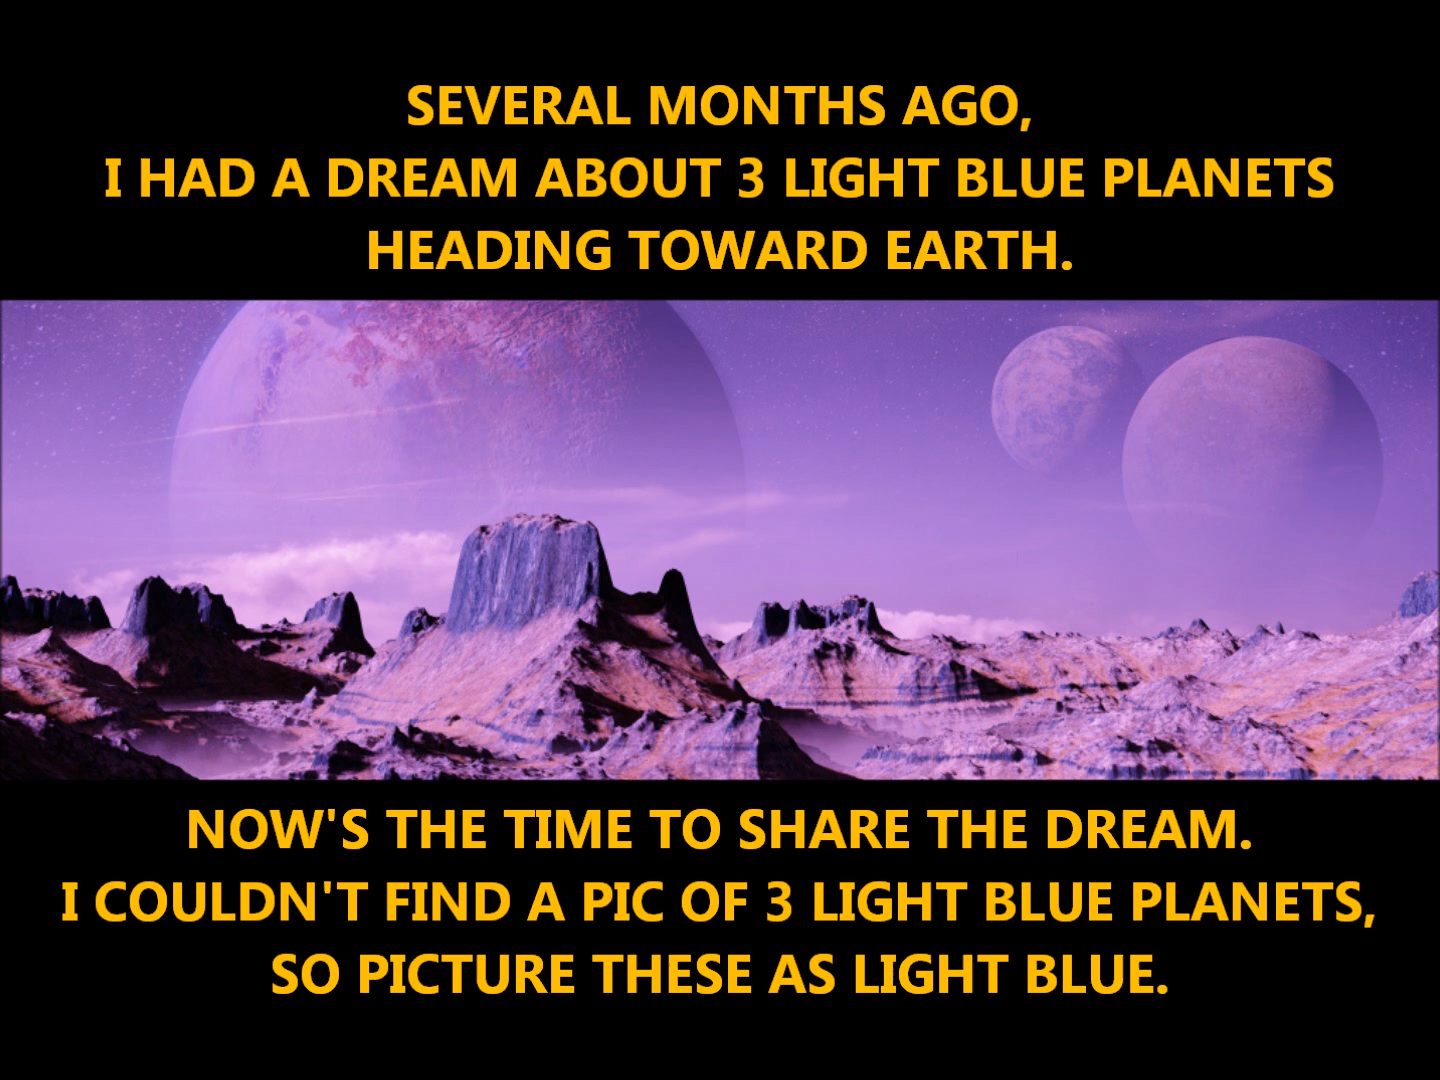 SEVERAL MONTHS AGO,
I HAD A DREAM ABOUT 3 LIGHT BLUE PLANETS
HEADING TOWARD EARTH.
NOW'S THE TIME TO SHARE THE DREAM.
I COULDN'T FIND A PIC OF 3 LIGHT BLUE PLANETS,
SO PICTURE THESE AS LIGHT BLUE.